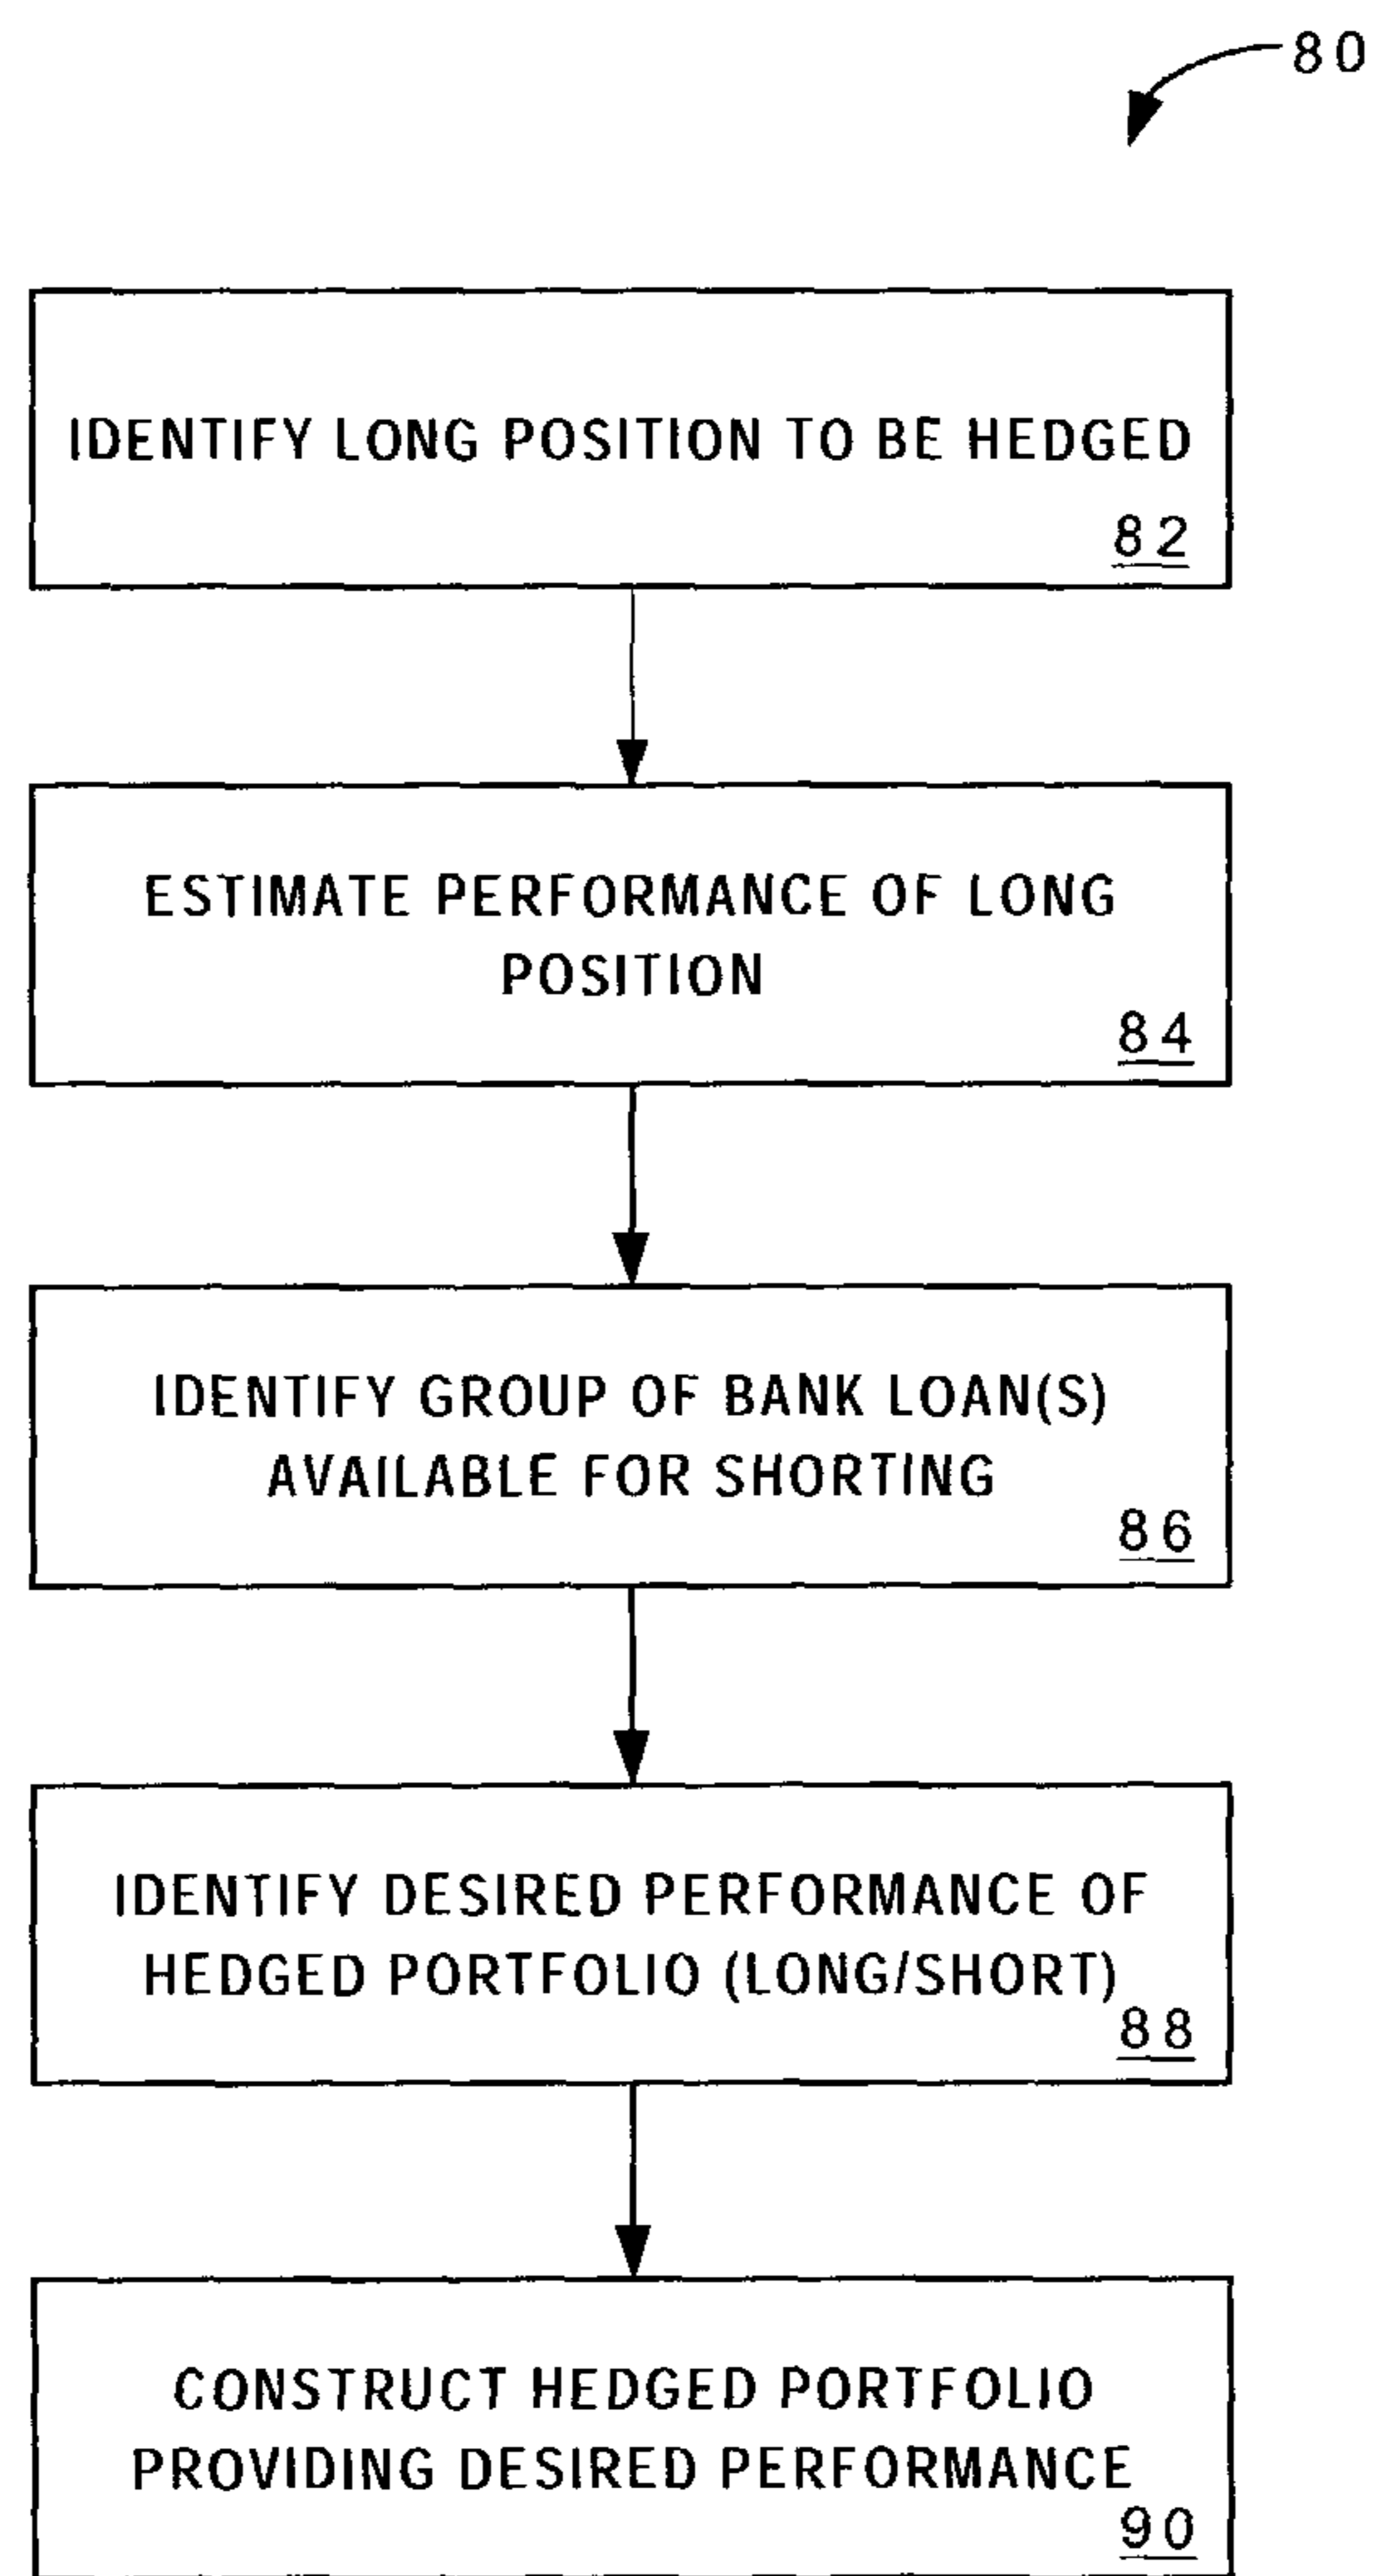 80
IDENTIFY LONG POSITION TO BE HEDGED
82
ESTIMATE PERFORMANCE OF LONG
POSITION
84
IDENTIFY GROUP OF BANK LOAN(S)
AVAILABLE FOR SHORTING
86
IDENTIFY DESIRED PERFORMANCE OF
HEDGED PORTFOLIO (LONG/SHORT)
88
CONSTRUCT HEDGED PORTFOLIO
PROVIDING DESIRED PERFORMANCE
90